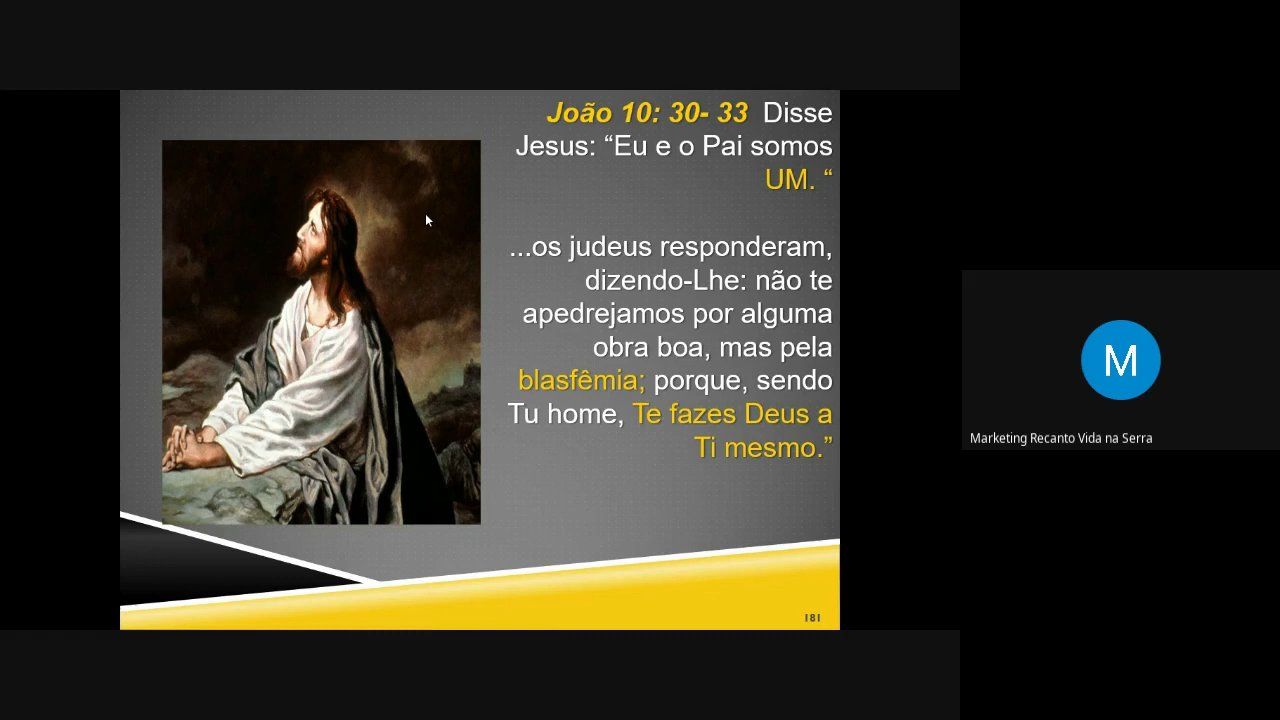 João 10: 30- 33 Disse
Jesus: “Eu e o Pai somos
UM. “
...os judeus responderam,
dizendo-Lhe: não te
apedrejamos por alguma
obra boa, mas pela
blasfêmia; porque, sendo
Tu home, Te fazes Deus a
Ti mesmo.”
181
M
Marketing Recanto Vida na Serra